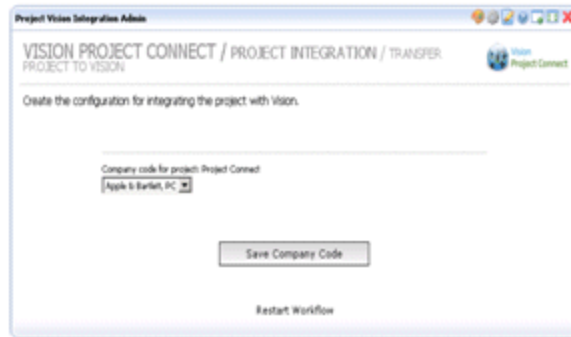 Project Vision Integration Admin
VISION PROJECT CONNECT / PROJECT INTEGRATION / TRANSFER
PROJECT TO VISION
Vision
Project Connect
Create the configuration for integrating the project with Vision.
Company code for project: Project Connect
Apple & Bartlett, PC
Save Company Code
Restart Workflow